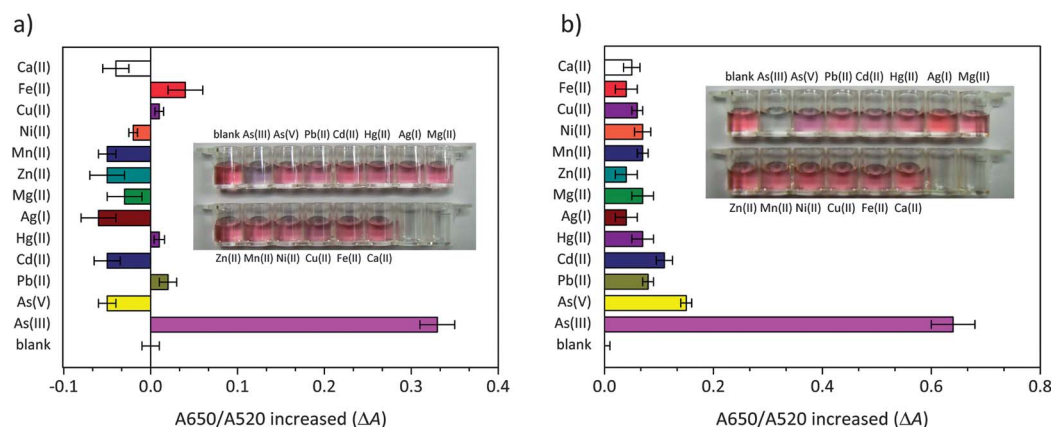 a)
Ca(II)
Fe(II)
Cu(II)
Ni(II)
Mn(II)
Zn(II)
Mg(II)
Ag(I)
Hg(II)
Cd(II)
Pb(II)
As(V)
As(III)
blank
blank As(III) As(V) Pb(II) Cd(II) Hg(II) Ag(I) Mg(II)
Zn(II) Mn(II) Ni(II) Cu(II) Fe(II) Ca(II)
-0.1 0.0 0.1 0.2 0.3 0.4
A650/A520 increased (ΔA)
b)
Ca(II)
Fe(II)
Cu(II)
Ni(II)
Mn(II)
Zn(II)
Mg(II)
Ag(I)
Hg(II)
Cd(II)
Pb(II)
As(V)
As(III)
blank
blank As(III) As(V) Pb(II) Cd(II) Hg(II) Ag(I) Mg(II)
Zn(II) Mn(II) Ni(II) Cu(II) Fe(II) Ca(II)
0.0 0.2 0.4 0.6 0.8
A650/A520 increased (ΔA)